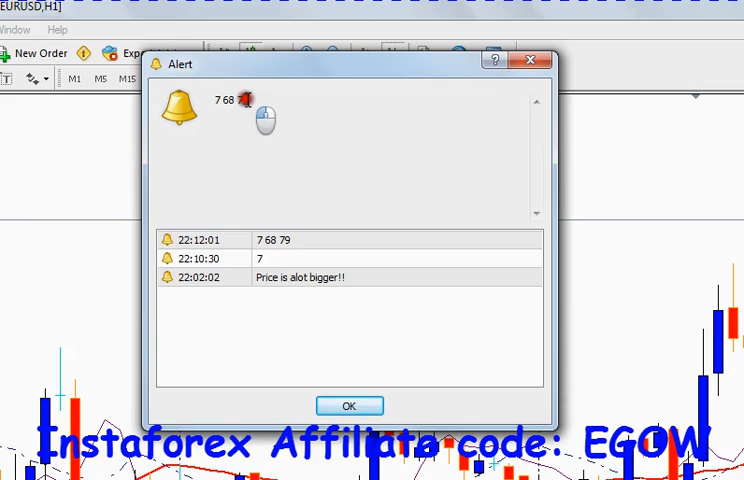 EURUSD,H1]
Window Help
New Order
T M1 M5 M15
Alert
7 68
22:12:01 7 68 79
22:10:30 7
22:02:02 Price is alot bigger!!
OK
Instaforex Affiliate code: EGOW